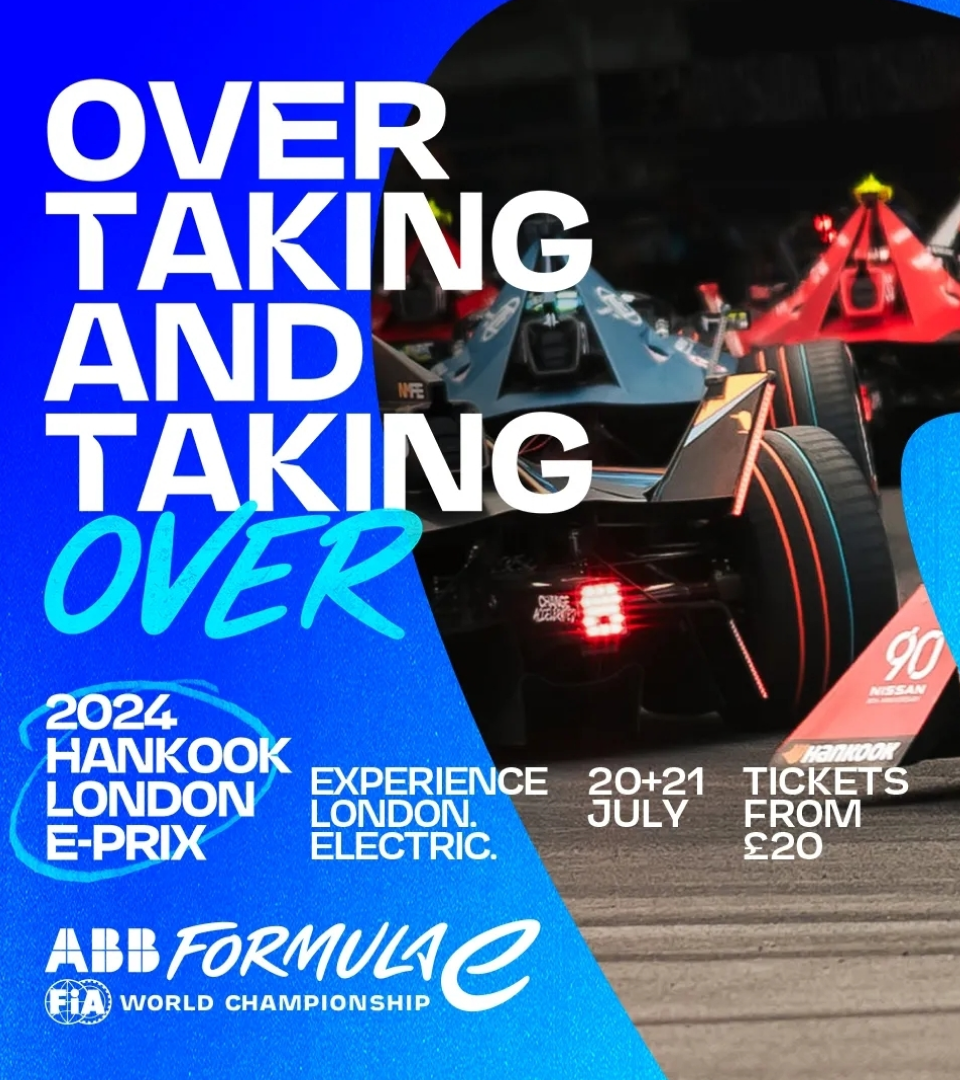 OVER
TAKING
AND
TAKING
OVER
2024
HANKOOK
LONDON
E-PRIX
EXPERIENCE
LONDON.
ELECTRIC.
20+21
JULY
TICKETS
FROM
£20
ABB FORMULA E
FIA WORLD CHAMPIONSHIP
90
NISSAN
HANKOOK